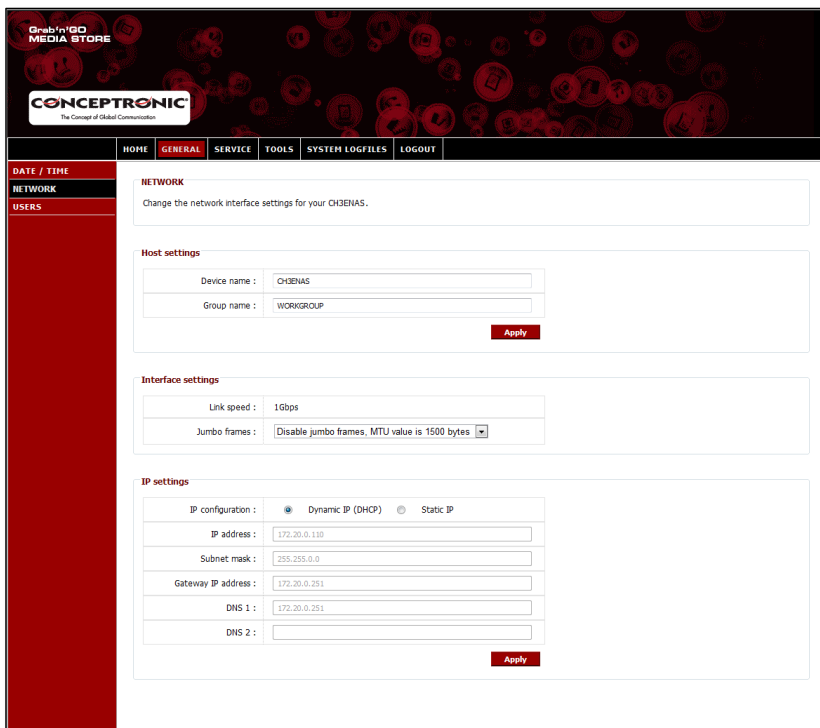 Grab'n'GO
MEDIA STORE
CONCEPTRONIC
The Concept of Global Communication
HOME GENERAL SERVICE TOOLS SYSTEM LOGFILES LOGOUT
DATE / TIME
NETWORK
USERS
NETWORK
Change the network interface settings for your CH3ENAS.
Host settings
Device name : CH3ENAS
Group name : WORKGROUP
Apply
Interface settings
Link speed : 1Gbps
Jumbo frames : Disable jumbo frames, MTU value is 1500 bytes
IP settings
IP configuration : Dynamic IP (DHCP) Static IP
IP address : 172.20.0.110
Subnet mask : 255.255.0.0
Gateway IP address : 172.20.0.251
DNS 1 : 172.20.0.251
DNS 2 :
Apply